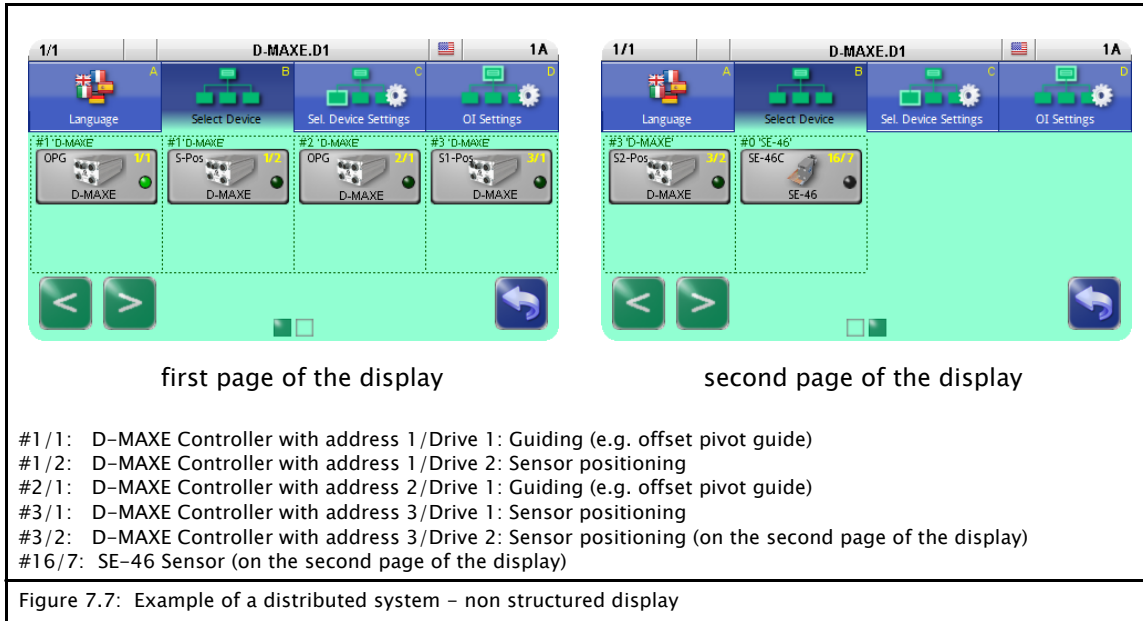 1/1 D-MAXE.D1 1A
A B C D
Language Select Device Sel. Device Settings OI Settings
#1 'D-MAXE' #1 'D-MAXE' #2 'D-MAXE' #3 'D-MAXE'
OPG 1/1 S-Pos 1/2 OPG 2/1 S1-Pos 3/1
D-MAXE D-MAXE D-MAXE D-MAXE
< >
first page of the display
1/1 D-MAXE.D1 1A
A B C D
Language Select Device Sel. Device Settings OI Settings
#3 'D-MAXE' #0 'SE-46'
S2-Pos 3/2 SE-46C 16/7
D-MAXE SE-46
< >
second page of the display
#1/1: D-MAXE Controller with address 1/Drive 1: Guiding (e.g. offset pivot guide)
#1/2: D-MAXE Controller with address 1/Drive 2: Sensor positioning
#2/1: D-MAXE Controller with address 2/Drive 1: Guiding (e.g. offset pivot guide)
#3/1: D-MAXE Controller with address 3/Drive 1: Sensor positioning
#3/2: D-MAXE Controller with address 3/Drive 2: Sensor positioning (on the second page of the display)
#16/7: SE-46 Sensor (on the second page of the display)
Figure 7.7: Example of a distributed system - non structured display